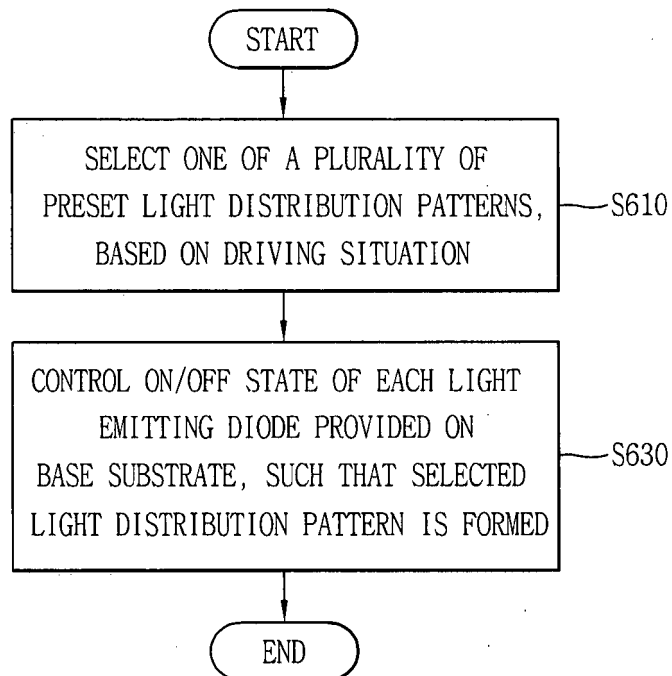 START
SELECT ONE OF A PLURALITY OF
PRESET LIGHT DISTRIBUTION PATTERNS,
BASED ON DRIVING SITUATION
S610
CONTROL ON/OFF STATE OF EACH LIGHT
EMITTING DIODE PROVIDED ON
BASE SUBSTRATE, SUCH THAT SELECTED
LIGHT DISTRIBUTION PATTERN IS FORMED
S630
END